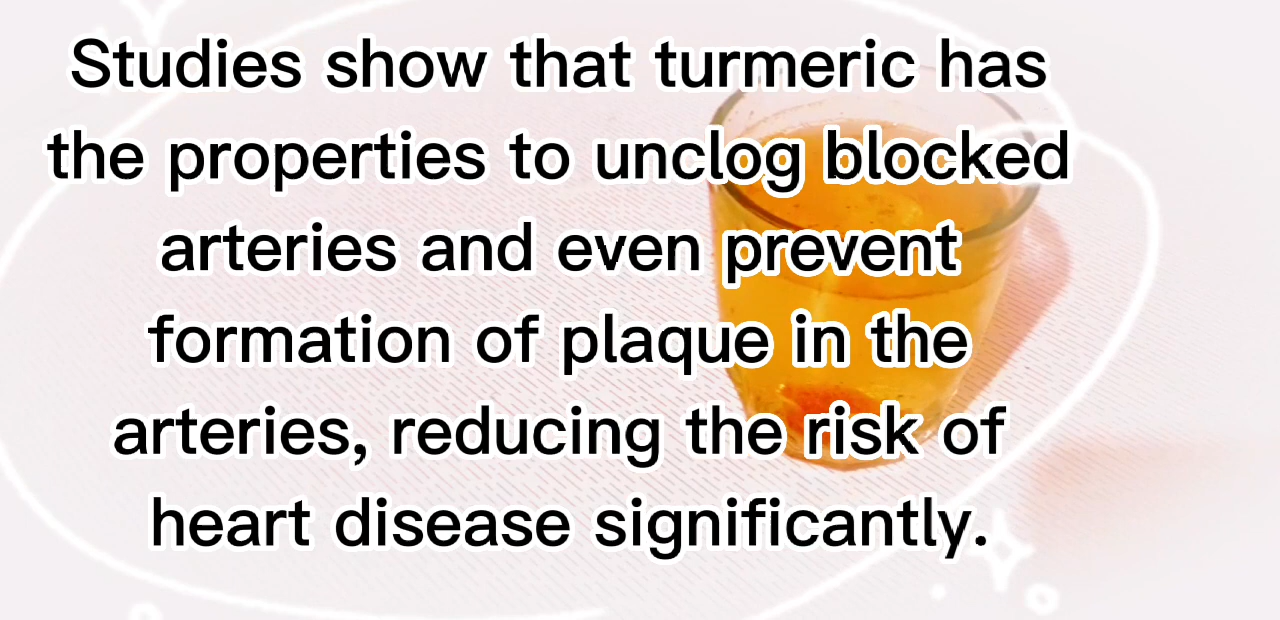 Studies show that turmeric has
the properties to unclog blocked
arteries and even prevent
formation of plaque in the
arteries, reducing the risk of
heart disease significantly.